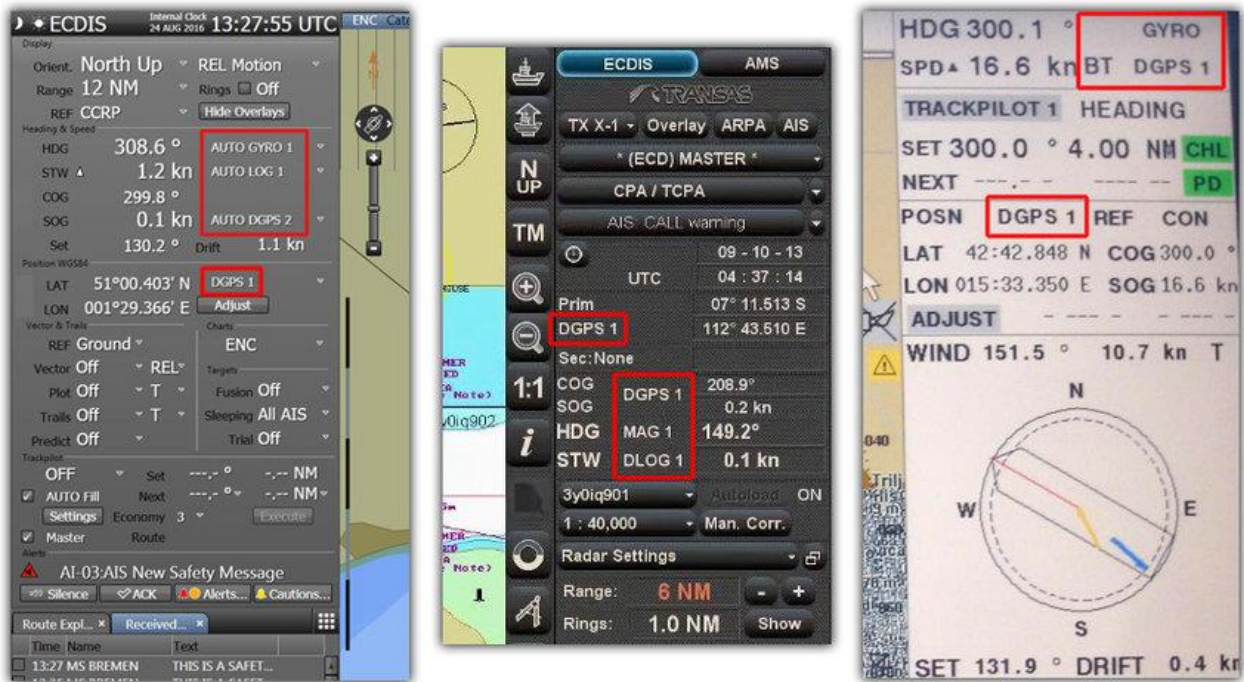 ECDIS Internal Clock 24 AUG 2016 13:27:55 UTC ENC Cate
Display
Orient. North Up REL Motion
Range 12 NM Rings Off
REF CCRP Hide Overlays
Heading & Speed
HDG 308.6 ° AUTO GYRO 1
STW 1.2 kn AUTO LOG 1
COG 299.8 °
SOG 0.1 kn AUTO DGPS 2
Set 130.2 ° Drift 1.1 kn
Position WGS84
LAT 51°00.403' N DGPS 1
LON 001°29.366' E Adjust
Vector & Trails Charts
REF Ground ENC
Vector Off REL Targets
Plot Off T Fusion Off
Trails Off T Sleeping All AIS
Predict Off Trial Off
Trackpilot
OFF Set ---.- ° -.-- NM
AUTO Fill Next ---.- ° -.-- NM
Settings Economy 3 Execute
Master Route
Alerts
AI-03:AIS New Safety Message
Silence ACK Alerts... Cautions...
Route Expl... × Received... ×
Time Name Text
13:27 MS BREMEN THIS IS A SAFET...
ECDIS AMS
TRANSAS
TX X-1 Overlay ARPA AIS
* (ECD) MASTER *
N UP
CPA / TCPA
TM
AIS: CALL warning
09 - 10 - 13
UTC 04 : 37 : 14
Prim 07° 11.513 S
DGPS 1 112° 43.510 E
Sec:None
1:1
COG DGPS 1 208.9°
SOG 0.2 kn
HDG MAG 1 149.2°
STW DLOG 1 0.1 kn
i
3y0iq901 Autoload ON
1 : 40,000 Man. Corr.
Radar Settings
Range: 6 NM - +
Rings: 1.0 NM Show
Note)
y0iq902
Note)
HDG 300.1 ° GYRO
SPD 16.6 kn BT DGPS 1
TRACKPILOT 1 HEADING
SET 300.0 ° 4.00 NM CHL
NEXT ---.- - -- -- PD
POSN DGPS 1 REF CON
LAT 42:42.848 N COG 300.0 °
LON 015:33.350 E SOG 16.6 kn
ADJUST
WIND 151.5 ° 10.7 kn T
N
W
E
S
SET 131.9 ° DRIFT 0.4 kn